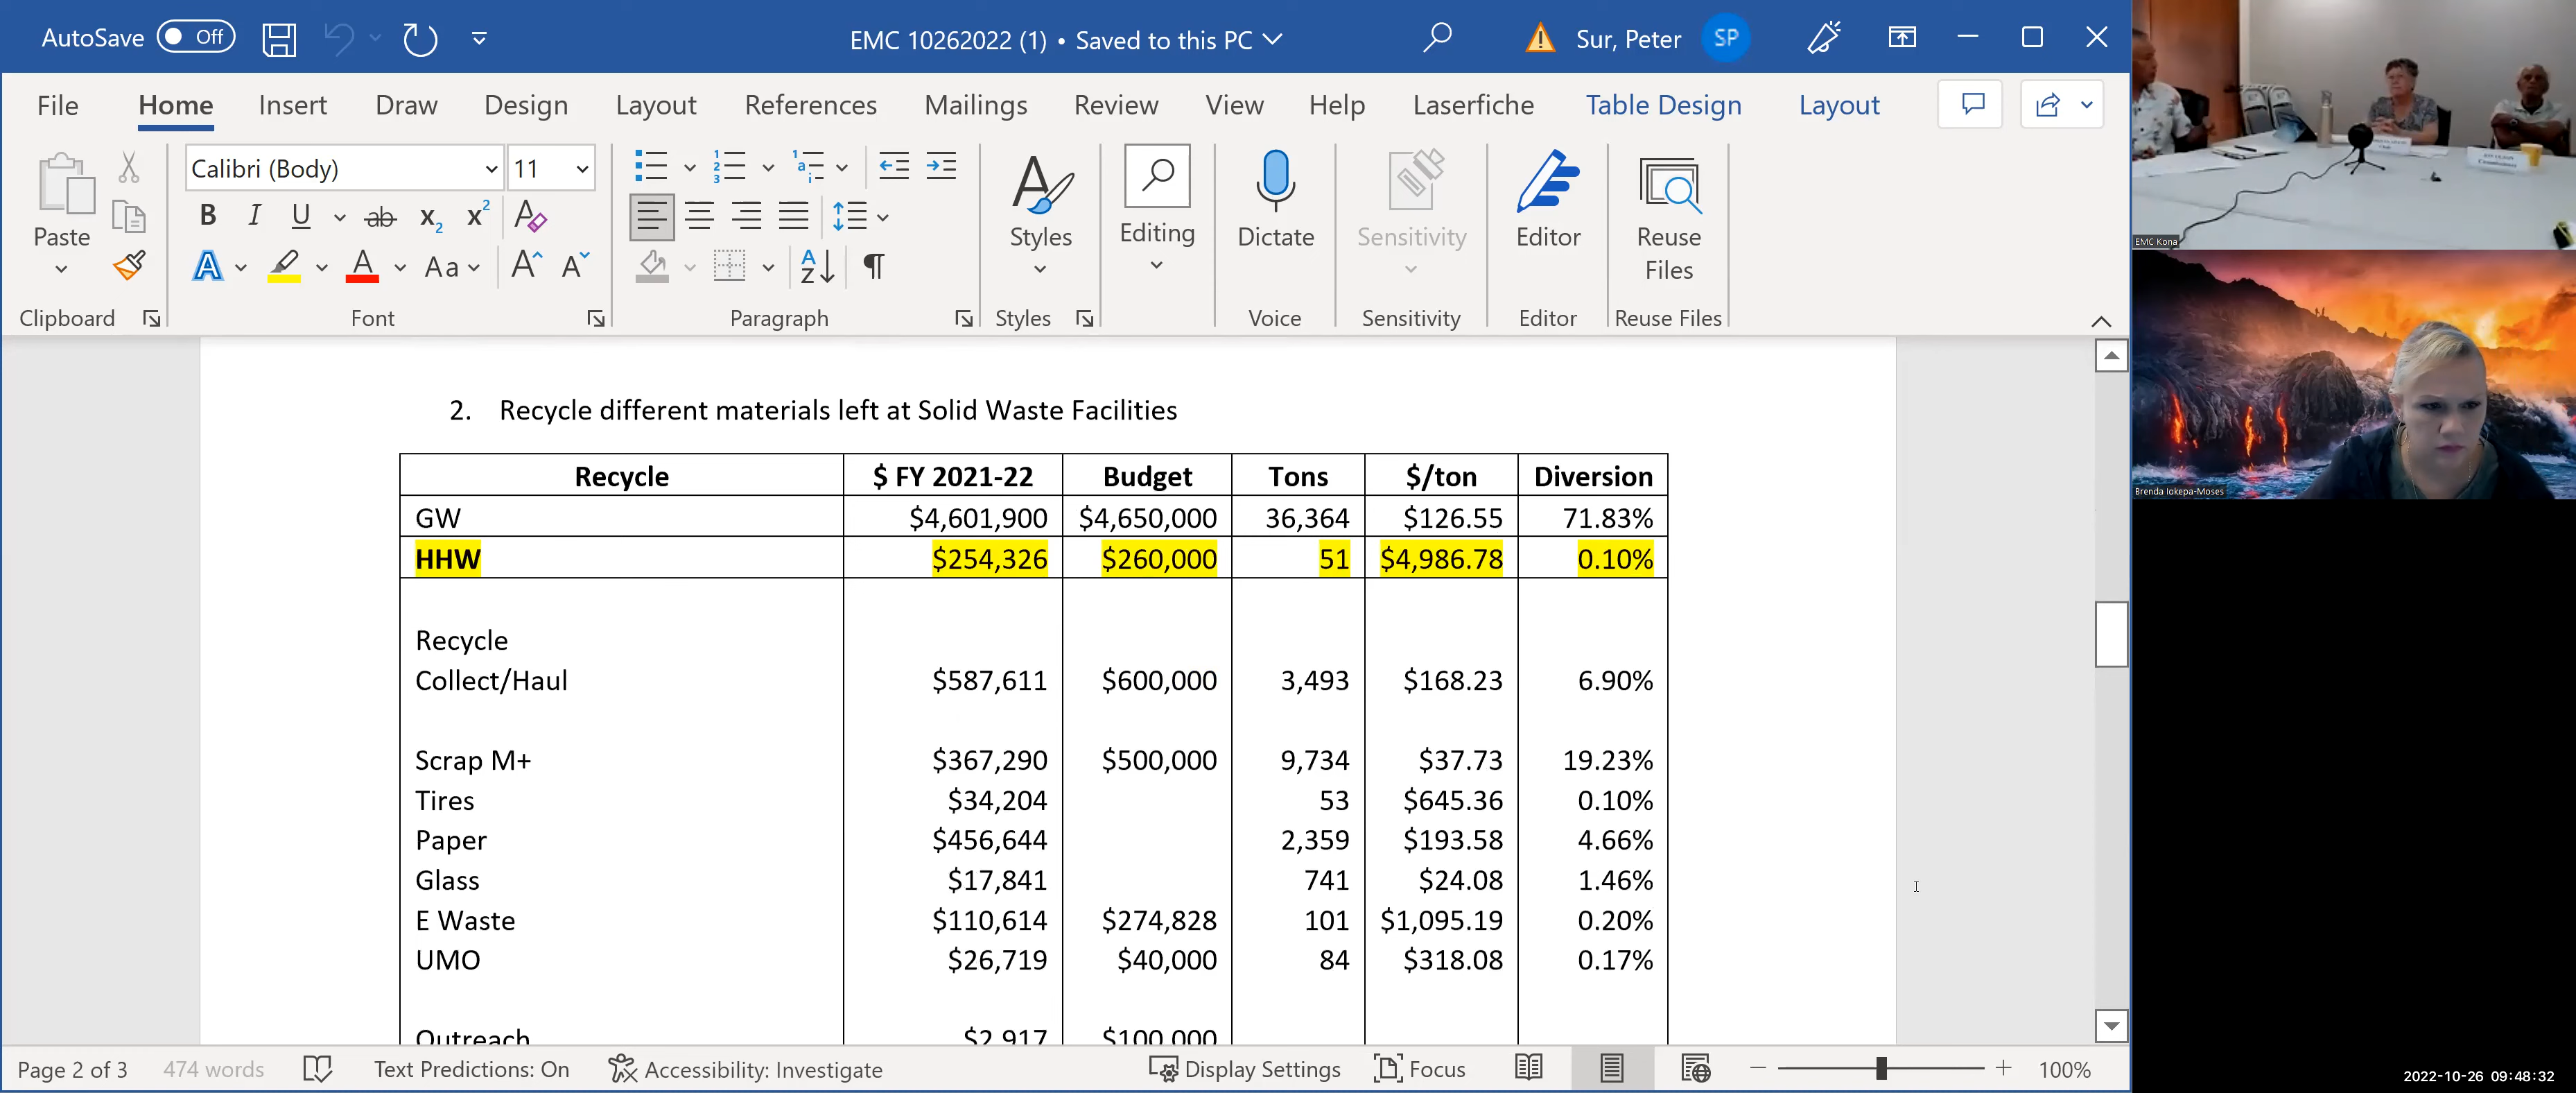 AutoSave Off
EMC 10262022 (1) • Saved to this PC
Sur, Peter SP
File Home Insert Draw Design Layout References Mailings Review View Help Laserfiche Table Design Layout
Paste
Calibri (Body) 11
B I U ab x₂ x² A
A A Aa A A
A Z ¶
Styles
Editing
Dictate
Sensitivity
Editor
Reuse Files
Clipboard Font Paragraph Styles Voice Sensitivity Editor Reuse Files
EMC Kona
Brenda Iokepa-Moses
2. Recycle different materials left at Solid Waste Facilities
Recycle $ FY 2021-22 Budget Tons $/ton Diversion
GW $4,601,900 $4,650,000 36,364 $126.55 71.83%
HHW $254,326 $260,000 51 $4,986.78 0.10%
Recycle
Collect/Haul $587,611 $600,000 3,493 $168.23 6.90%
Scrap M+ $367,290 $500,000 9,734 $37.73 19.23%
Tires $34,204 53 $645.36 0.10%
Paper $456,644 2,359 $193.58 4.66%
Glass $17,841 741 $24.08 1.46%
E Waste $110,614 $274,828 101 $1,095.19 0.20%
UMO $26,719 $40,000 84 $318.08 0.17%
Outreach $2,917 $100,000
Page 2 of 3 474 words Text Predictions: On Accessibility: Investigate Display Settings Focus 100%
2022-10-26 09:48:32